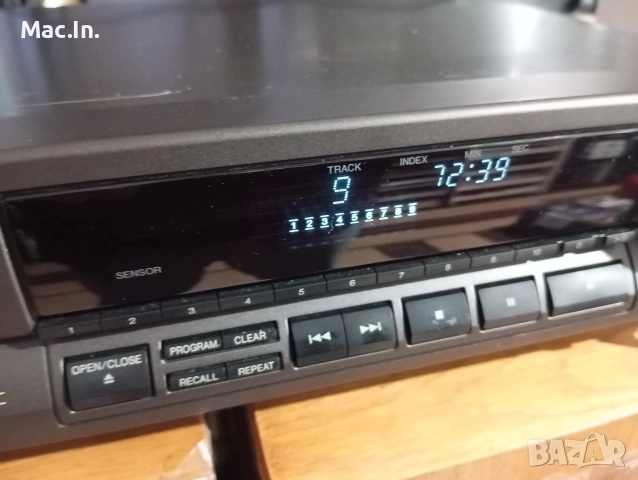 Mac.In.
TRACK INDEX MIN SEC
9 72:39
1 2 3 4 5 6 7 8 9
SENSOR
1 2 3 4 5 6 7 8 9 10
OPEN/CLOSE
PROGRAM CLEAR
RECALL REPEAT
BAZAR